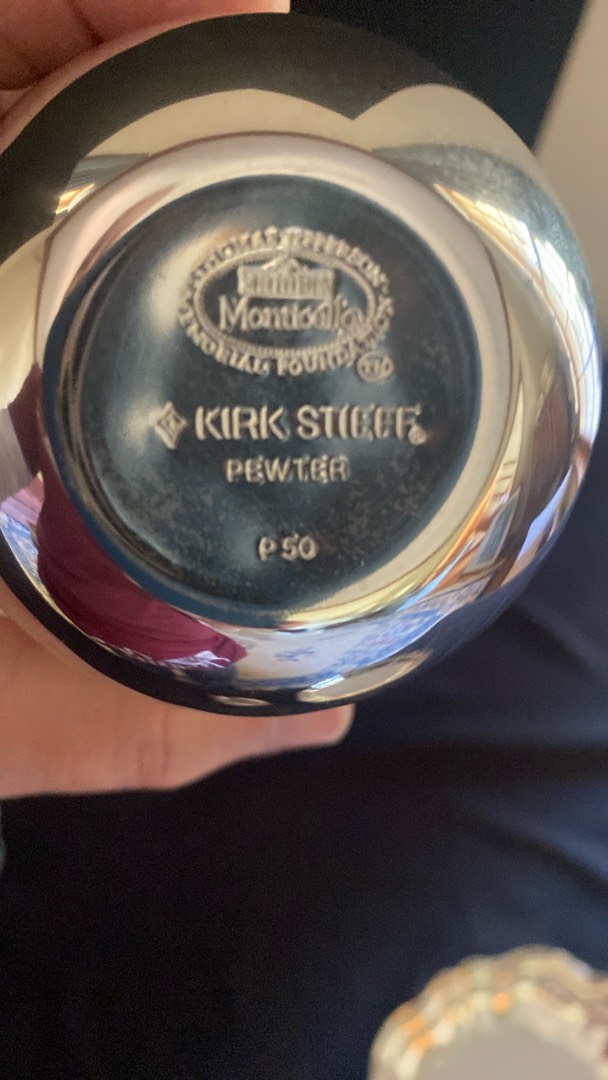 THOMAS JEFFERSON
Monticello
MEMORIAL FOUNDATION
KIRK STIEFF®
PEWTER
P50